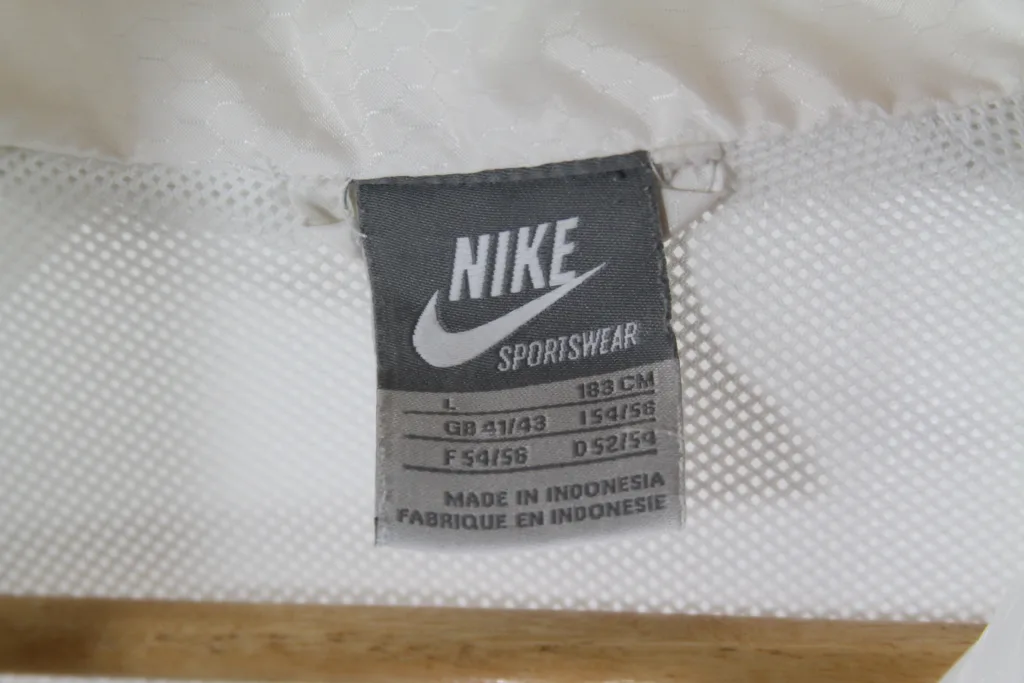 NIKE
SPORTSWEAR
L 183 CM
GB 41/43 I 54/56
F 54/56 D 52/54
MADE IN INDONESIA
FABRIQUE EN INDONESIE